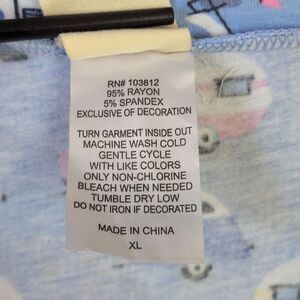 RN# 103812
95% RAYON
5% SPANDEX
EXCLUSIVE OF DECORATION
TURN GARMENT INSIDE OUT
MACHINE WASH COLD
GENTLE CYCLE
WITH LIKE COLORS
ONLY NON-CHLORINE
BLEACH WHEN NEEDED
TUMBLE DRY LOW
DO NOT IRON IF DECORATED
MADE IN CHINA
XL